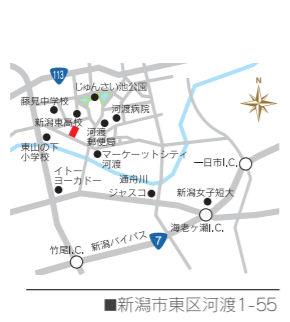 113
じゅんさい池公園
N
藤見中学校
新潟東高校
河渡病院
河渡
郵便局
東山の下
小学校
マーケットシティ
河渡
一日市I.C.
イトー
ヨーカドー
通舟川
ジャスコ
新潟女子短大
海老ヶ瀬I.C.
新潟バイパス
7
竹尾I.C.
■新潟市東区河渡1-55